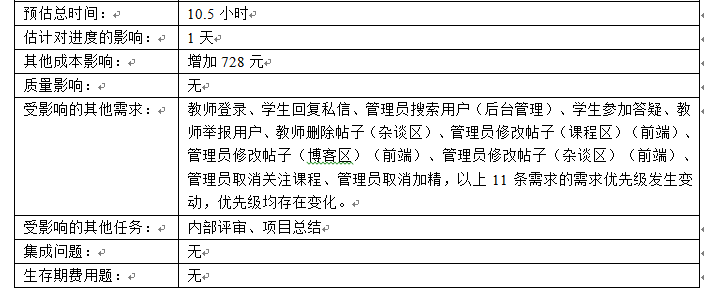 预估总时间： 10.5 小时
估计对进度的影响： 1 天
其他成本影响： 增加 728 元
质量影响： 无
受影响的其他需求： 教师登录、学生回复私信、管理员搜索用户（后台管理）、学生参加答疑、教
师举报用户、教师删除帖子（杂谈区）、管理员修改帖子（课程区）（前端）、
管理员修改帖子（博客区）（前端）、管理员修改帖子（杂谈区）（前端）、
管理员取消关注课程、管理员取消加精，以上 11 条需求的需求优先级发生变
动，优先级均存在变化。
受影响的其他任务： 内部评审、项目总结
集成问题： 无
生存期费用题： 无